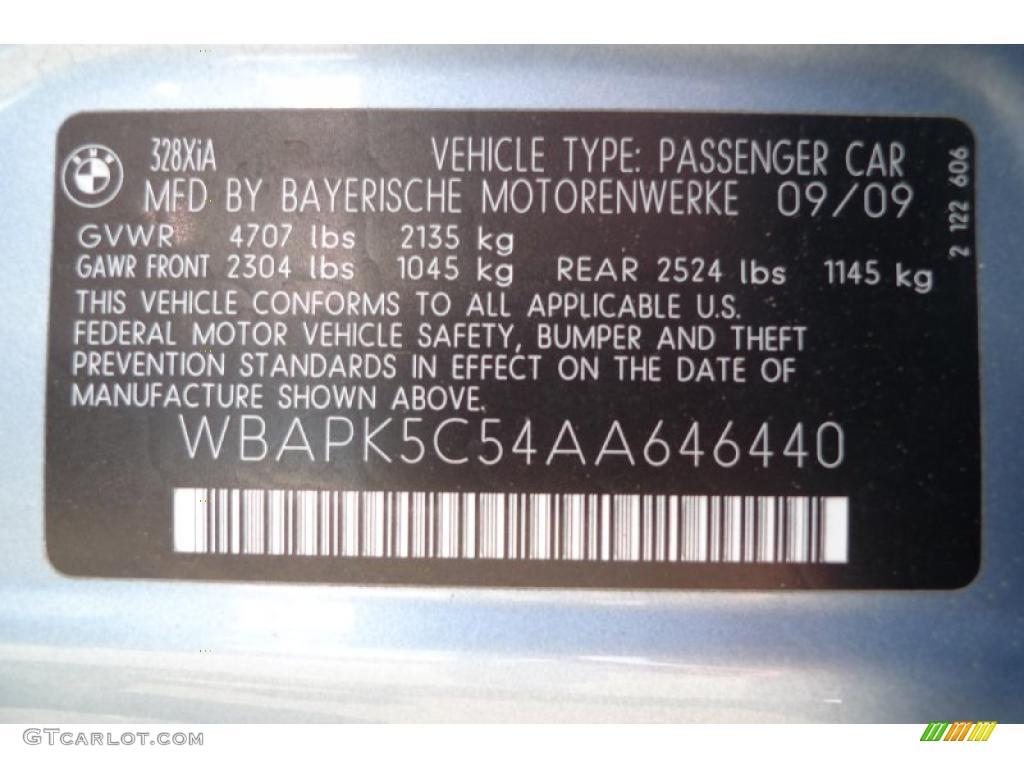 328XiA VEHICLE TYPE: PASSENGER CAR
MFD BY BAYERISCHE MOTORENWERKE 09/09
GVWR 4707 lbs 2135 kg
GAWR FRONT 2304 lbs 1045 kg REAR 2524 lbs 1145 kg
THIS VEHICLE CONFORMS TO ALL APPLICABLE U.S.
FEDERAL MOTOR VEHICLE SAFETY, BUMPER AND THEFT
PREVENTION STANDARDS IN EFFECT ON THE DATE OF
MANUFACTURE SHOWN ABOVE.
WBAPK5C54AA646440
2 122 606
BMW
GTCarLot.com